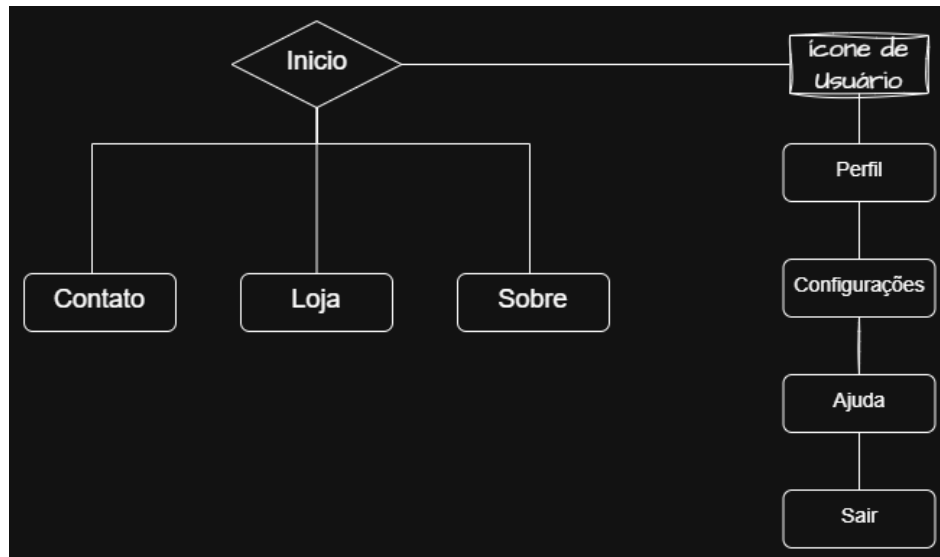 Inicio
ícone de
Usuário
Perfil
Contato
Loja
Sobre
Configurações
Ajuda
Sair